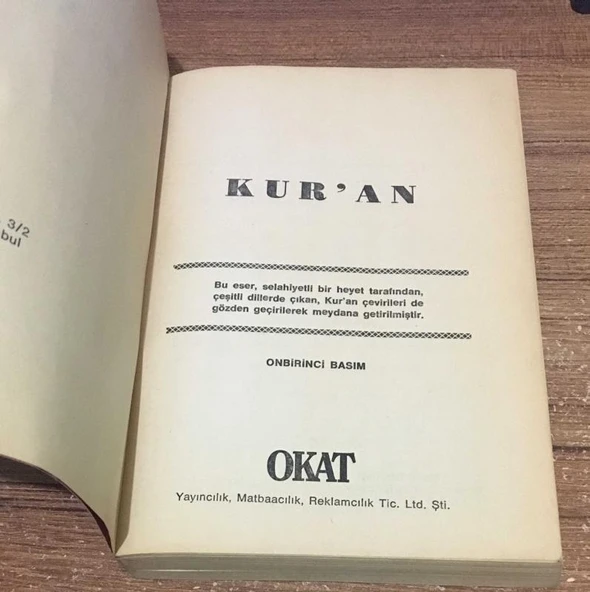 3/2
bul
KUR'AN
Bu eser, selahiyetli bir heyet tarafından,
çeşitli dillerde çıkan, Kur'an çevirileri de
gözden geçirilerek meydana getirilmiştir.
ONBİRİNCİ BASIM
OKAT
Yayıncılık, Matbaacılık, Reklamcılık Tic. Ltd. Şti.